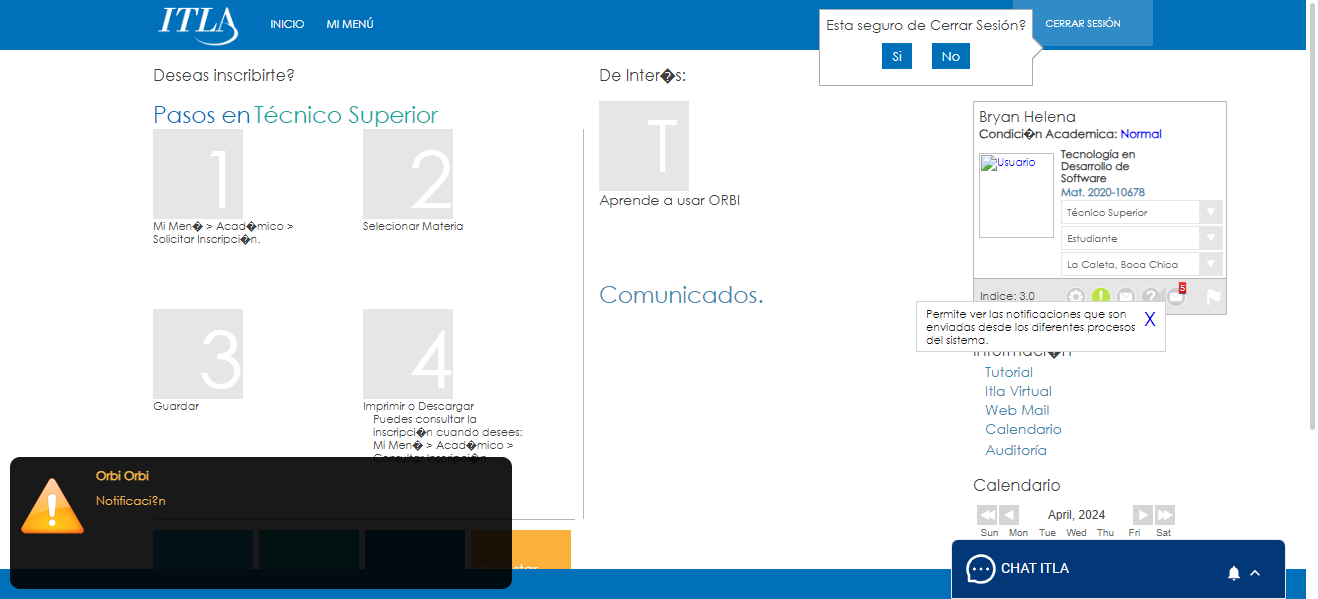 ITLA
INICIO
MI MENÚ
Esta seguro de Cerrar Sesión?
Si
No
CERRAR SESIÓN
Deseas inscribirte?
Pasos en Técnico Superior
1
Mi Men� > Acad�mico >
Solicitar Inscripci�n.
2
Selecionar Materia
3
Guardar
4
Imprimir o Descargar
Puedes consultar la
inscripci�n cuando desees:
Mi Men� > Acad�mico >
De Inter�s:
T
Aprende a usar ORBI
Comunicados.
Bryan Helena
Condici�n Academica: Normal
Usuario
Tecnología en
Desarrollo de
Software
Mat. 2020-10678
Técnico Superior
Estudiante
La Caleta, Boca Chica
Indice: 3.0
5
Permite ver las notificaciones que son
enviadas desde los diferentes procesos
del sistema.
X
Informaci�n
Tutorial
Itla Virtual
Web Mail
Calendario
Auditoría
Calendario
April, 2024
Sun Mon Tue Wed Thu Fri Sat
Orbi Orbi
Notificaci?n
CHAT ITLA